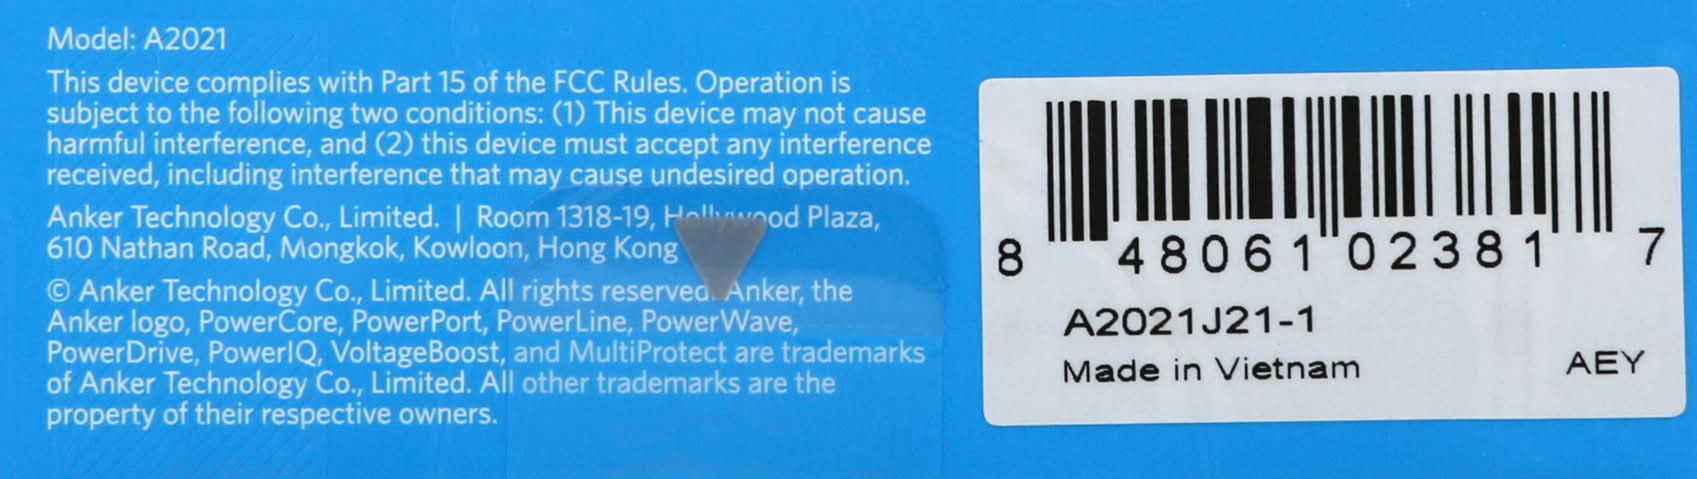 Model: A2021
This device complies with Part 15 of the FCC Rules. Operation is
subject to the following two conditions: (1) This device may not cause
harmful interference, and (2) this device must accept any interference
received, including interference that may cause undesired operation.
Anker Technology Co., Limited. | Room 1318-19, Hollywood Plaza,
610 Nathan Road, Mongkok, Kowloon, Hong Kong
© Anker Technology Co., Limited. All rights reserved. Anker, the
Anker logo, PowerCore, PowerPort, PowerLine, PowerWave,
PowerDrive, PowerIQ, VoltageBoost, and MultiProtect are trademarks
of Anker Technology Co., Limited. All other trademarks are the
property of their respective owners.
8 48061 02381 7
A2021J21-1
Made in Vietnam AEY